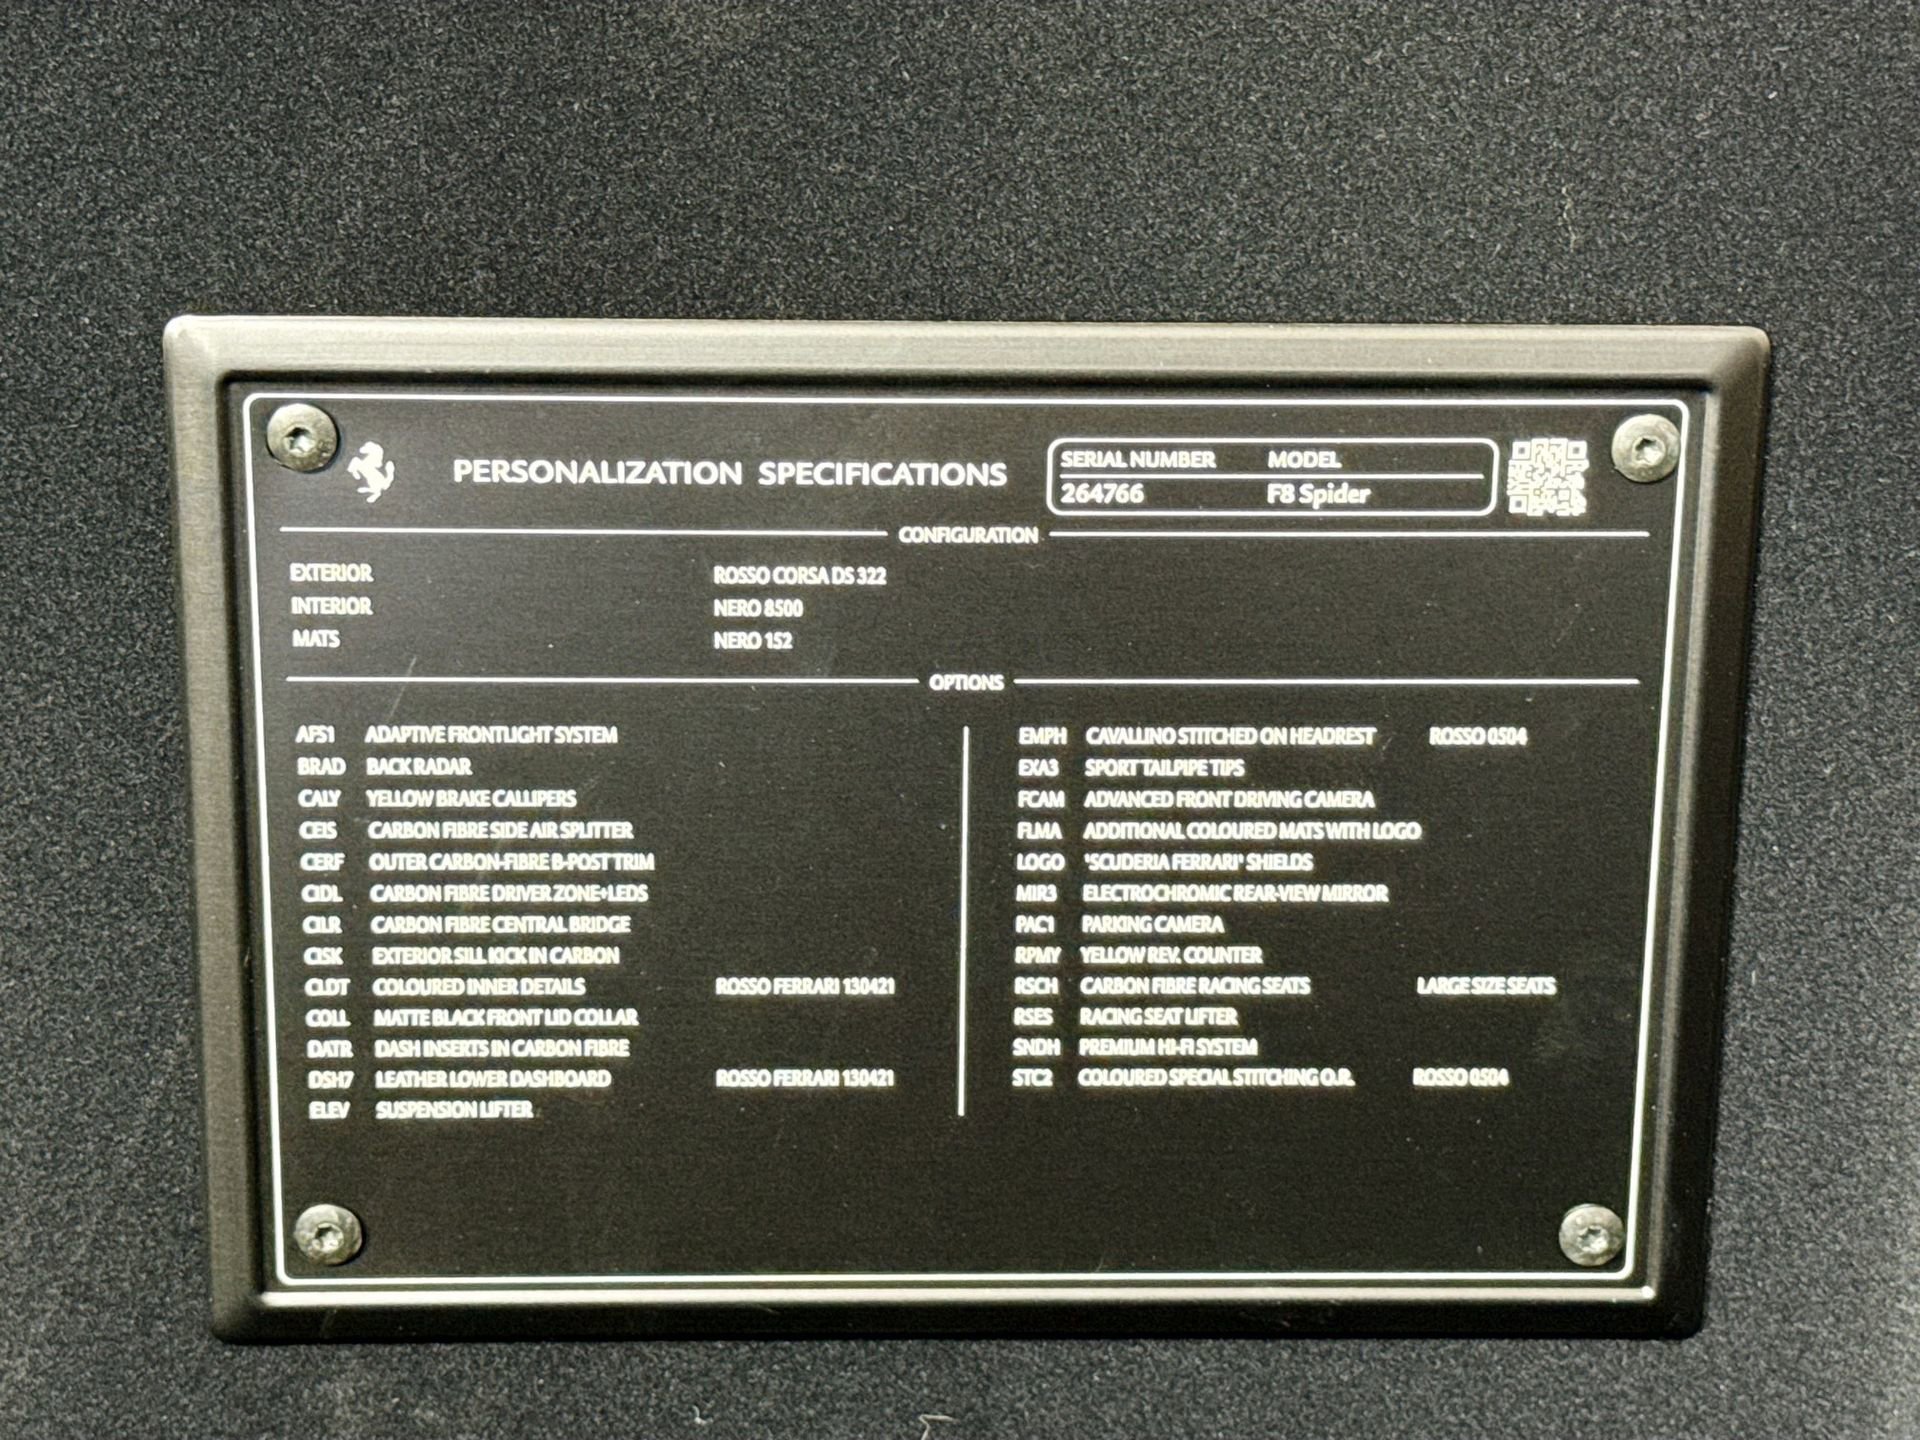 PERSONALIZATION SPECIFICATIONS
SERIAL NUMBER MODEL
264766 F8 Spider
CONFIGURATION
EXTERIOR ROSSO CORSA DS 322
INTERIOR NERO 8500
MATS NERO 152
OPTIONS
AFS1 ADAPTIVE FRONTLIGHT SYSTEM
BRAD BACK RADAR
CALY YELLOW BRAKE CALLIPERS
CEIS CARBON FIBRE SIDE AIR SPLITTER
CERF OUTER CARBON-FIBRE B-POST TRIM
CIDL CARBON FIBRE DRIVER ZONE+LEDS
CILR CARBON FIBRE CENTRAL BRIDGE
CISK EXTERIOR SILL KICK IN CARBON
CLDT COLOURED INNER DETAILS ROSSO FERRARI 130421
COLL MATTE BLACK FRONT LID COLLAR
DATR DASH INSERTS IN CARBON FIBRE
DSH7 LEATHER LOWER DASHBOARD ROSSO FERRARI 130421
ELEV SUSPENSION LIFTER
EMPH CAVALLINO STITCHED ON HEADREST ROSSO 0504
EXA3 SPORT TAILPIPE TIPS
FCAM ADVANCED FRONT DRIVING CAMERA
FLMA ADDITIONAL COLOURED MATS WITH LOGO
LOGO 'SCUDERIA FERRARI' SHIELDS
MIR3 ELECTROCHROMIC REAR-VIEW MIRROR
PAC1 PARKING CAMERA
RPMY YELLOW REV. COUNTER
RSCH CARBON FIBRE RACING SEATS LARGE SIZE SEATS
RSES RACING SEAT LIFTER
SNDH PREMIUM HI-FI SYSTEM
STC2 COLOURED SPECIAL STITCHING O.R. ROSSO 0504